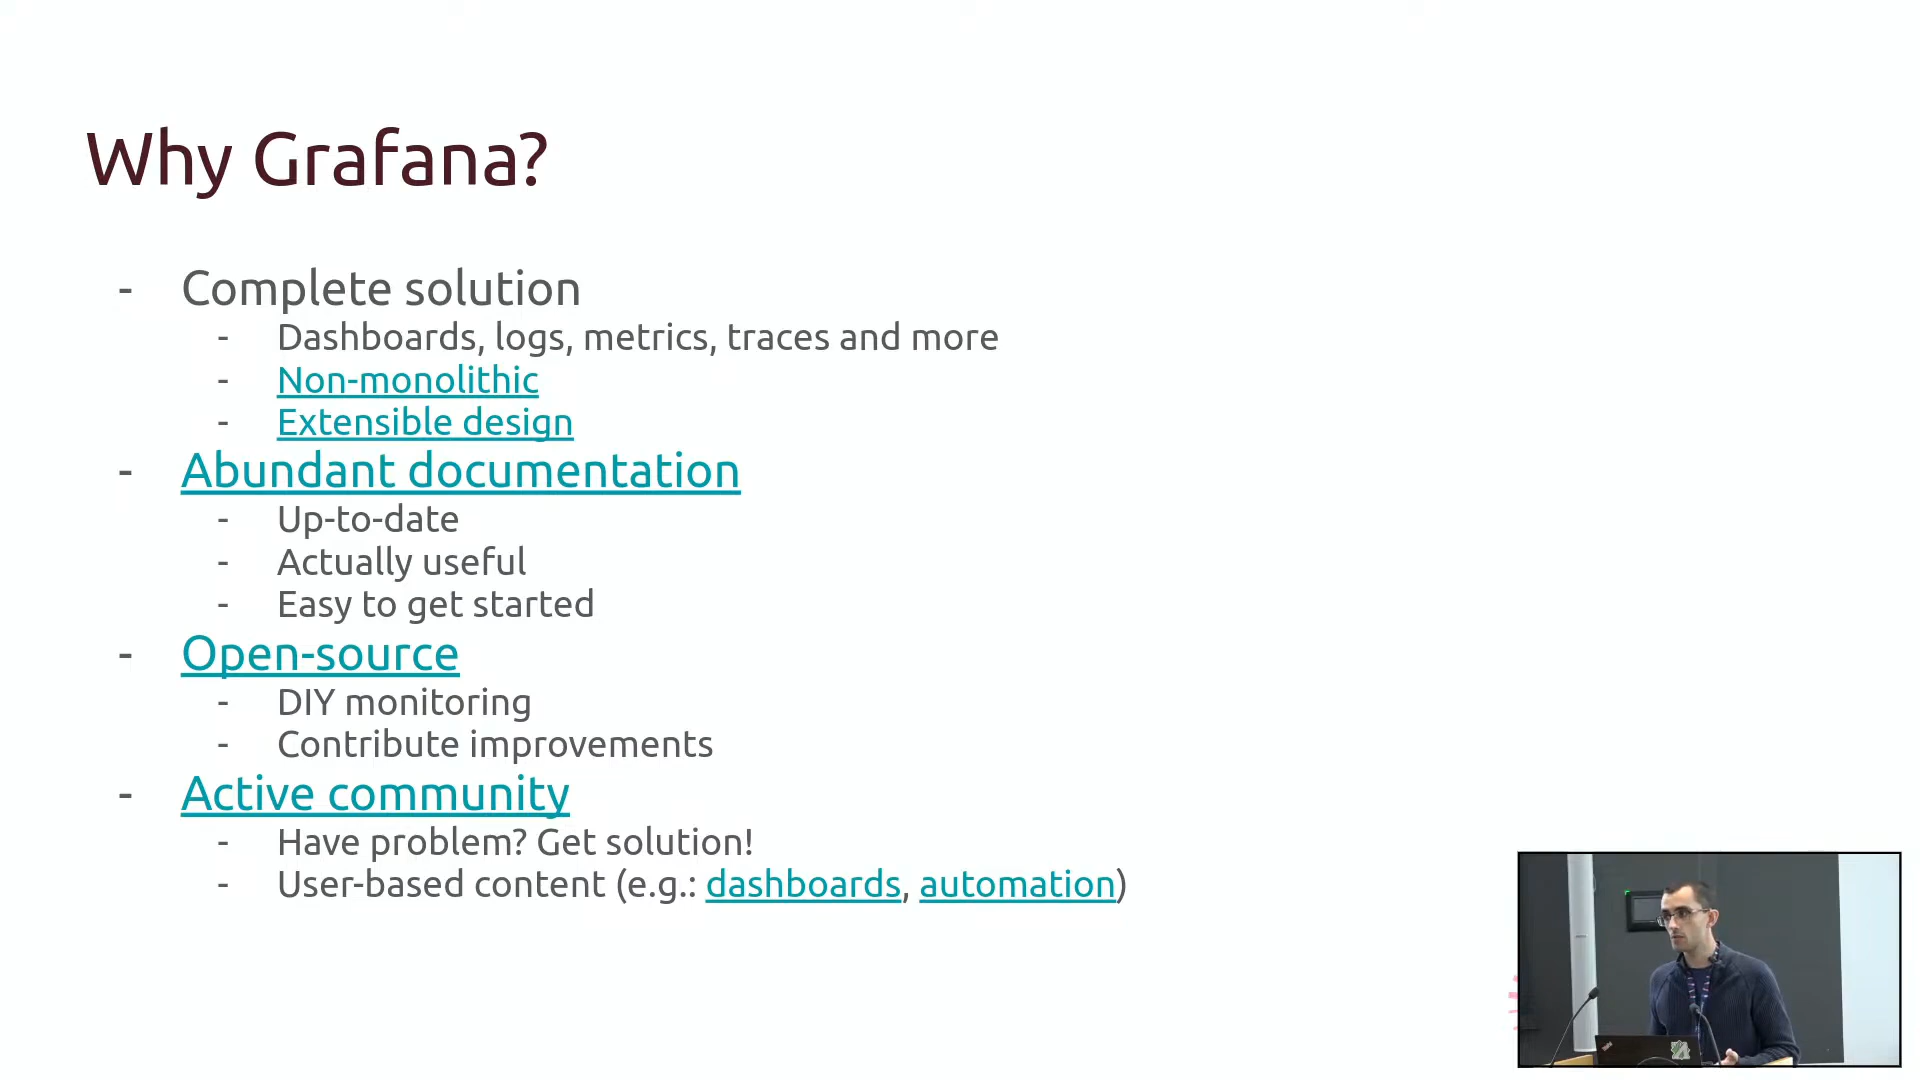 Why Grafana?
- Complete solution
- Dashboards, logs, metrics, traces and more
- Non-monolithic
- Extensible design
- Abundant documentation
- Up-to-date
- Actually useful
- Easy to get started
- Open-source
- DIY monitoring
- Contribute improvements
- Active community
- Have problem? Get solution!
- User-based content (e.g.: dashboards, automation)